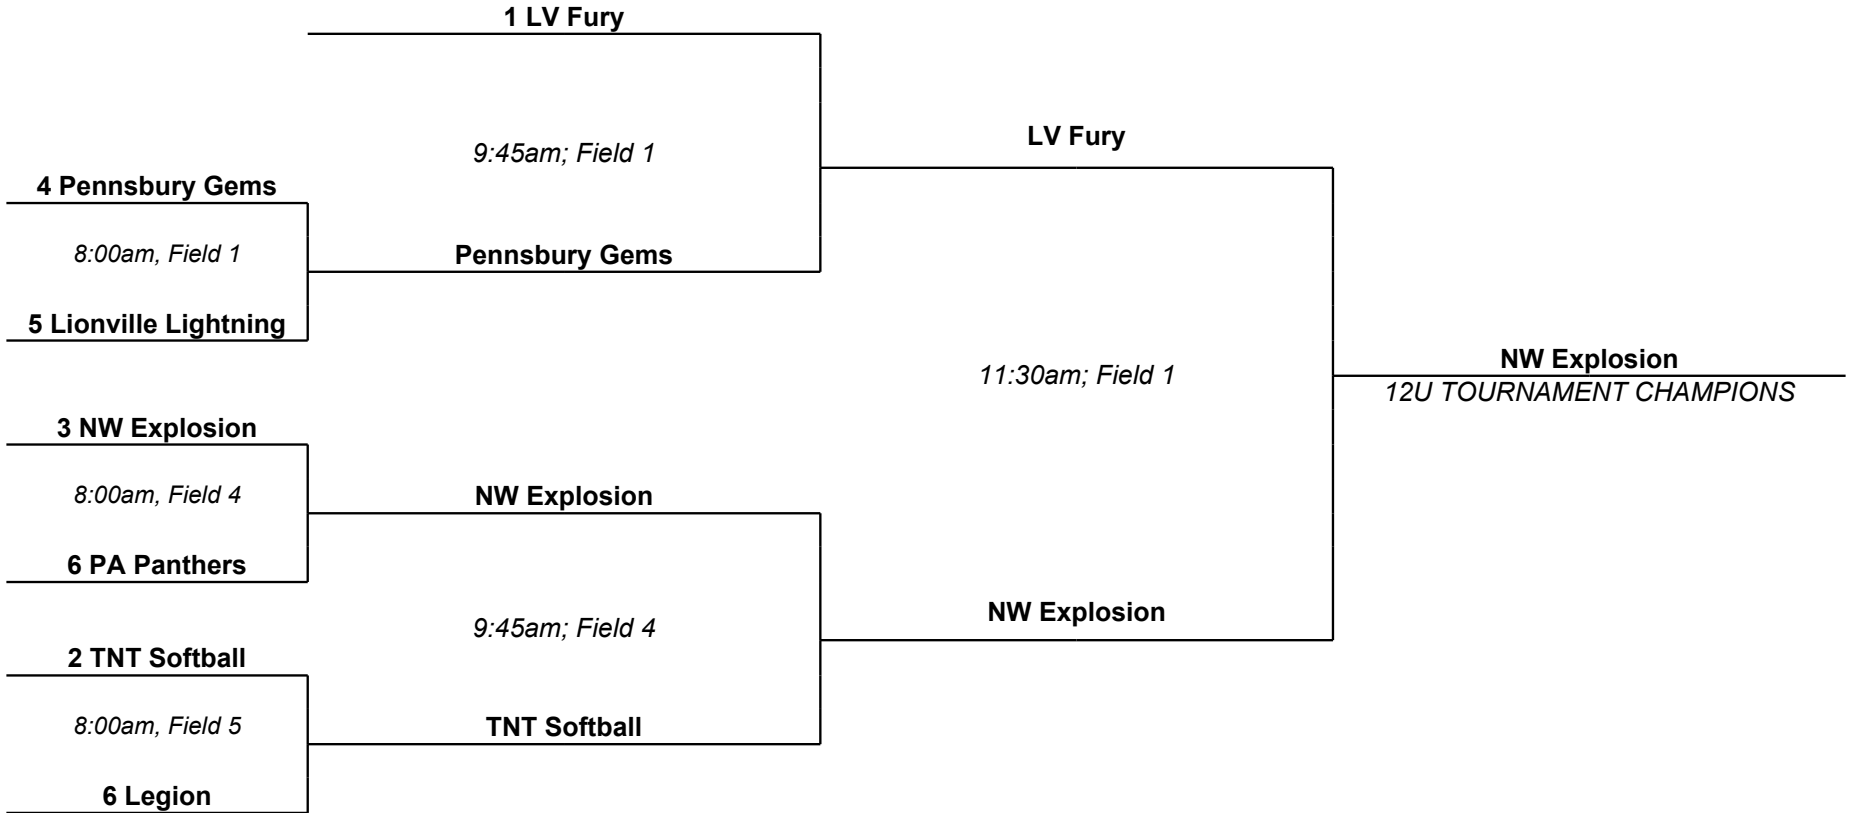 1 LV Fury
LV Fury
9:45am; Field 1
4 Pennsbury Gems
8:00am, Field 1
Pennsbury Gems
5 Lionville Lightning
NW Explosion
11:30am; Field 1
12U TOURNAMENT CHAMPIONS
3 NW Explosion
8:00am, Field 4
NW Explosion
6 PA Panthers
NW Explosion
9:45am; Field 4
2 TNT Softball
8:00am, Field 5
TNT Softball
6 Legion